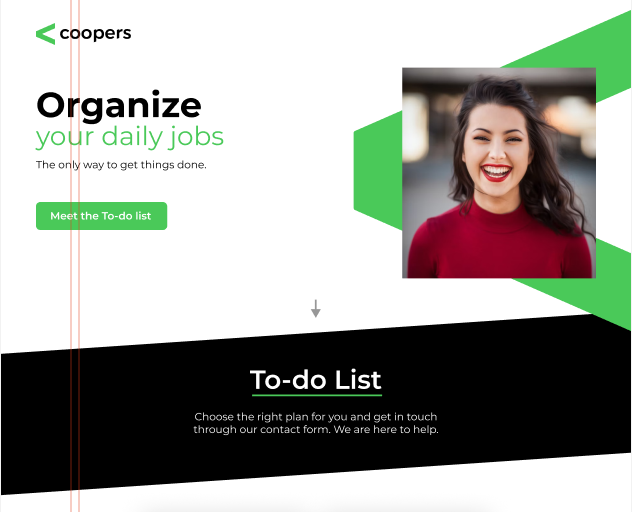 coopers
Organize
your daily jobs
The only way to get things done.
Meet the To-do list
To-do List
Choose the right plan for you and get in touch
through our contact form. We are here to help.